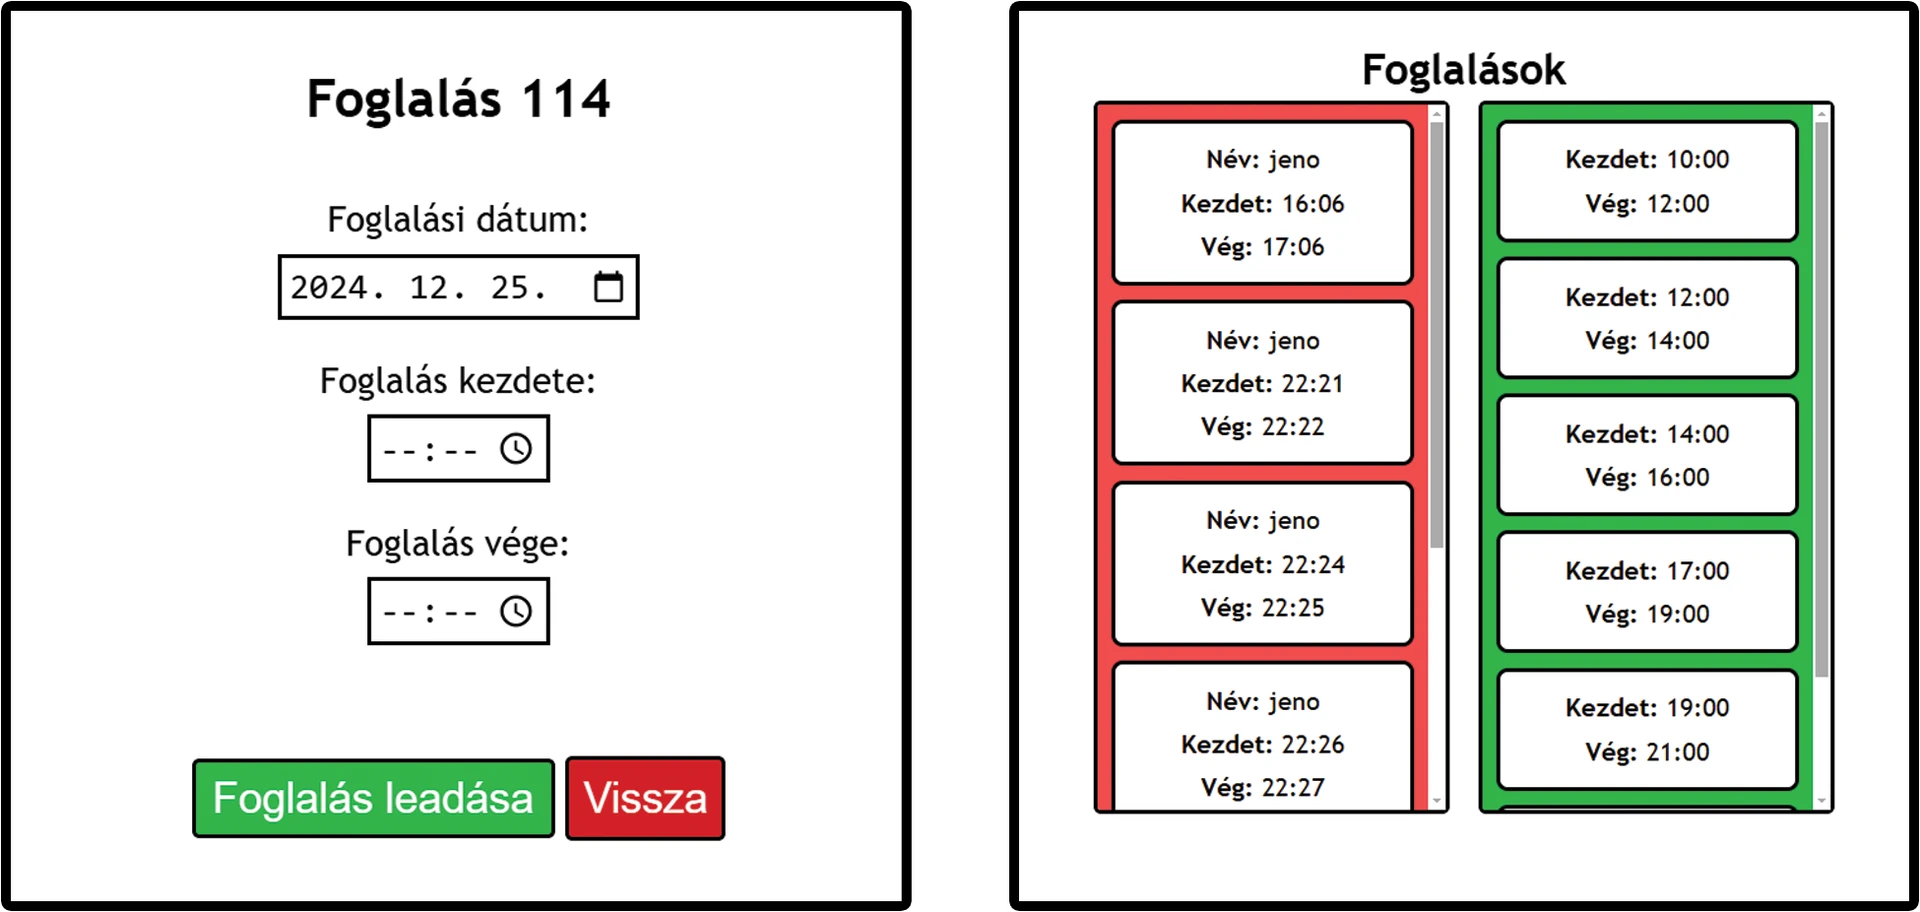 Foglalás 114
Foglalási dátum:
2024. 12. 25.
Foglalás kezdete:
--:--
Foglalás vége:
--:--
Foglalás leadása
Vissza
Foglalások
Név: jeno
Kezdet: 16:06
Vég: 17:06
Név: jeno
Kezdet: 22:21
Vég: 22:22
Név: jeno
Kezdet: 22:24
Vég: 22:25
Név: jeno
Kezdet: 22:26
Vég: 22:27
Kezdet: 10:00
Vég: 12:00
Kezdet: 12:00
Vég: 14:00
Kezdet: 14:00
Vég: 16:00
Kezdet: 17:00
Vég: 19:00
Kezdet: 19:00
Vég: 21:00